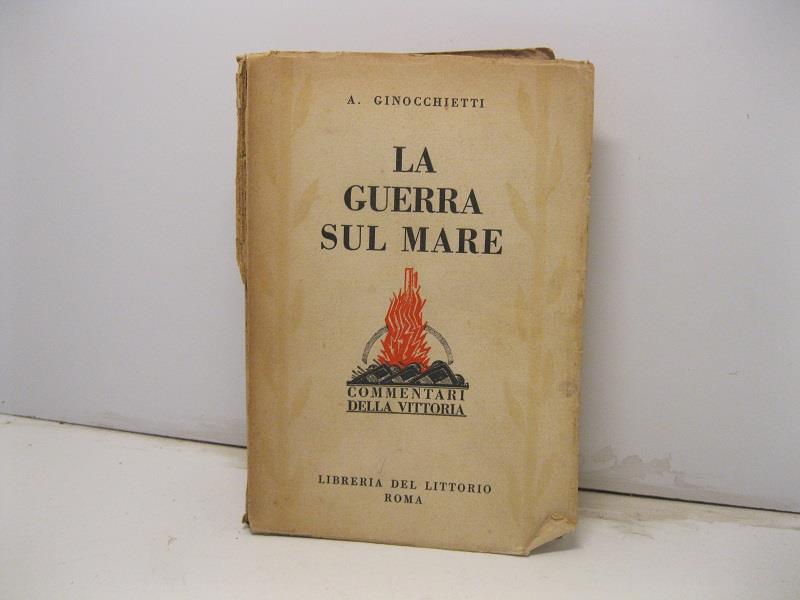 A. GINOCCHIETTI
LA
GUERRA
SUL MARE
COMMENTARI
DELLA VITTORIA
LIBRERIA DEL LITTORIO
ROMA